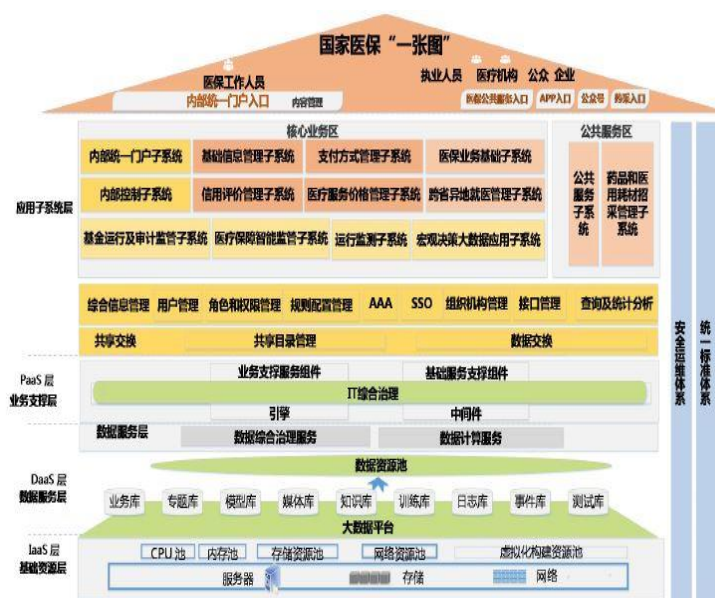 国家医保“一张图”
医保工作人员
执业人员 医疗机构 公众 企业
内部统一门户入口 内容管理
医保公共服务入口 APP入口 公众号 药采入口
核心业务区
公共服务区
内部统一门户子系统 基础信息管理子系统 支付方式管理子系统 医保业务基础子系统
内部控制子系统 信用评价管理子系统 医疗服务价格管理子系统 跨省异地就医管理子系统
基金运行及审计监管子系统 医疗保障智能监管子系统 运行监测子系统 宏观决策大数据应用子系统
公共服务子系统
药品和医用耗材招采管理子系统
应用子系统层
综合信息管理 用户管理 角色和权限管理 规则配置管理 AAA SSO 组织机构管理 接口管理 查询及统计分析
共享交换 共享目录管理 数据交换
安全运维体系
统一标准体系
PaaS 层
业务支撑层
业务支撑服务组件 基础服务支撑组件
IT综合治理
引擎 中间件
数据服务层 数据综合治理服务 数据计算服务
数据资源池
DaaS 层
数据服务层
业务库 专题库 模型库 媒体库 知识库 训练库 日志库 事件库 测试库
大数据平台
IaaS 层
基础资源层
CPU 池 内存池 存储资源池 网络资源池 虚拟化构建资源池
服务器 存储 网络